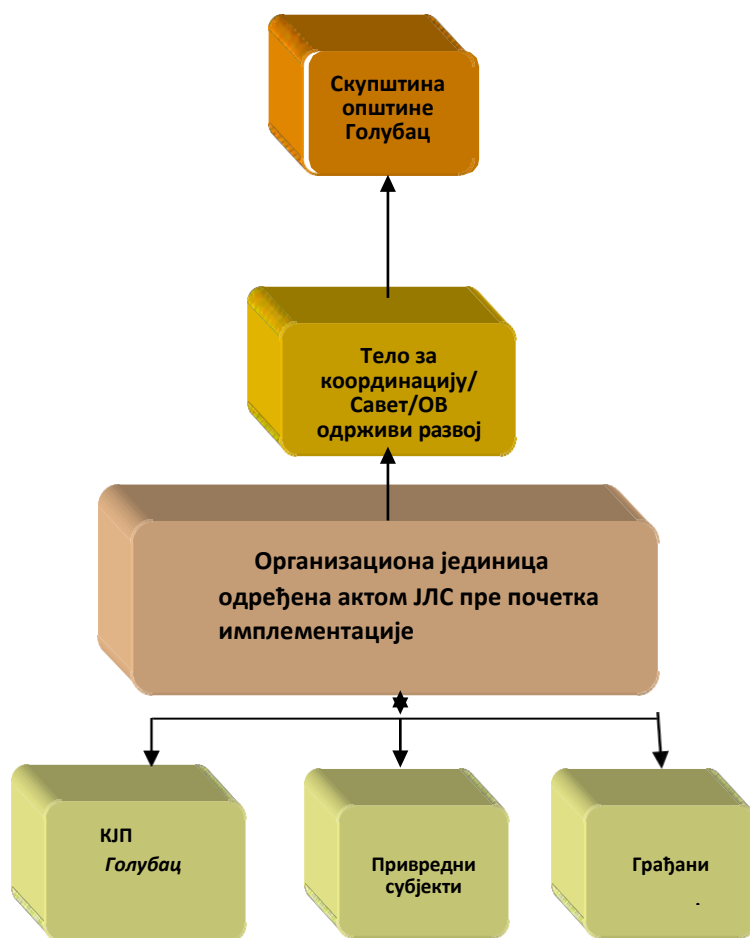 Скупштина
општине
Голубац
Тело за
координацију/
Савет/ОВ
одрживи развој
Организациона јединица
одређена актом ЈЛС пре почетка
имплементације
КЈП
Голубац
Привредни
субјекти
Грађани
.